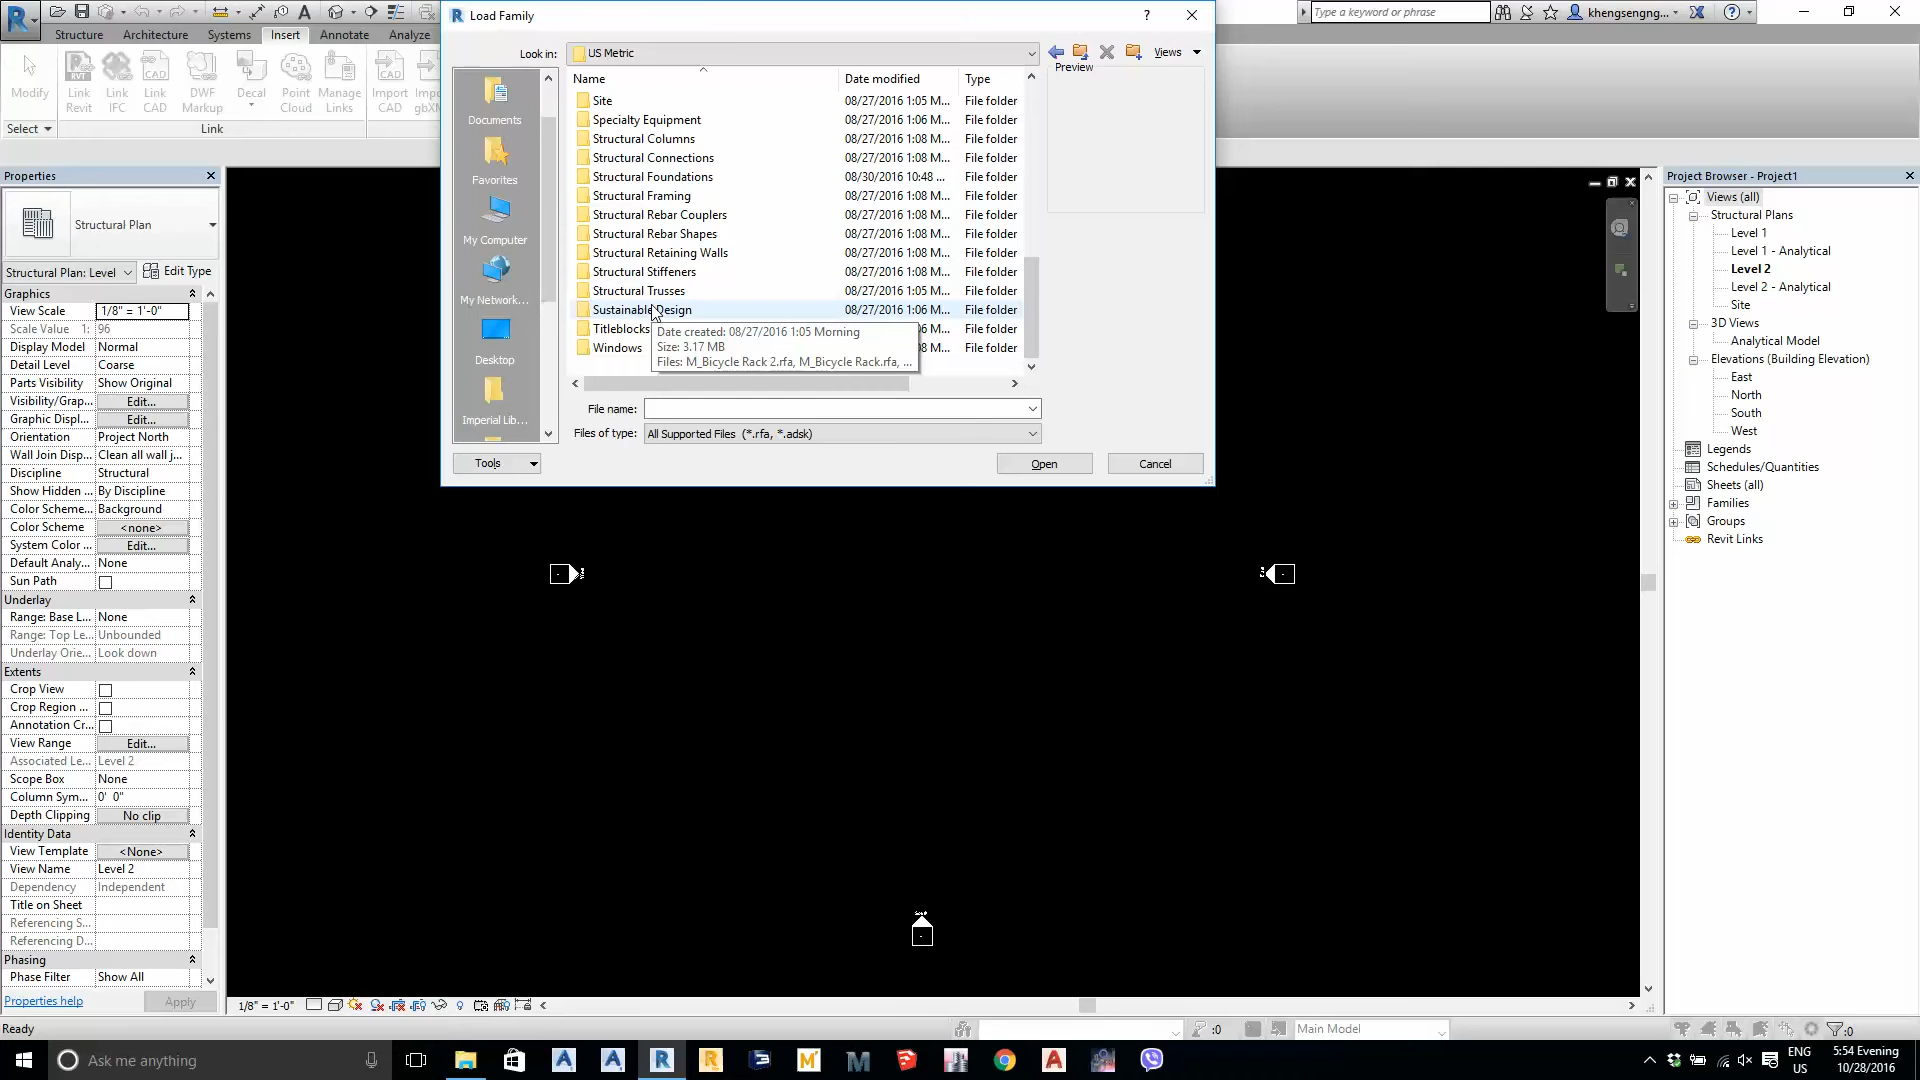 Load Family
Type a keyword or phrase
khengsengng...
Structure Architecture Systems Insert Annotate Analyze
Modify
Link Revit
Link IFC
Link CAD
DWF Markup
Decal
Point Cloud
Manage Links
Import CAD
Import gbX
Select
Link
Look in:
US Metric
Views
Preview
Name Date modified Type
Site 08/27/2016 1:05 M... File folder
Specialty Equipment 08/27/2016 1:06 M... File folder
Structural Columns 08/27/2016 1:08 M... File folder
Structural Connections 08/27/2016 1:08 M... File folder
Structural Foundations 08/30/2016 10:48 ... File folder
Structural Framing 08/27/2016 1:08 M... File folder
Structural Rebar Couplers 08/27/2016 1:08 M... File folder
Structural Rebar Shapes 08/27/2016 1:08 M... File folder
Structural Retaining Walls 08/27/2016 1:08 M... File folder
Structural Stiffeners 08/27/2016 1:08 M... File folder
Structural Trusses 08/27/2016 1:05 M... File folder
Sustainable Design 08/27/2016 1:06 M... File folder
Titleblocks 06 M... File folder
Windows 08 M... File folder
Date created: 08/27/2016 1:05 Morning
Size: 3.17 MB
Files: M_Bicycle Rack 2.rfa, M_Bicycle Rack.rfa, ...
Documents
Favorites
My Computer
My Network...
Desktop
Imperial Lib...
File name:
Files of type: All Supported Files (*.rfa, *.adsk)
Tools
Open
Cancel
Properties
Structural Plan
Structural Plan: Level
Edit Type
Graphics
View Scale 1/8" = 1'-0"
Scale Value 1: 96
Display Model Normal
Detail Level Coarse
Parts Visibility Show Original
Visibility/Grap... Edit...
Graphic Displ... Edit...
Orientation Project North
Wall Join Disp... Clean all wall j...
Discipline Structural
Show Hidden ... By Discipline
Color Scheme... Background
Color Scheme <none>
System Color ... Edit...
Default Analy... None
Sun Path
Underlay
Range: Base L... None
Range: Top Le... Unbounded
Underlay Orie... Look down
Extents
Crop View
Crop Region ...
Annotation Cr...
View Range Edit...
Associated Le... Level 2
Scope Box None
Column Sym... 0' 0"
Depth Clipping No clip
Identity Data
View Template <None>
View Name Level 2
Dependency Independent
Title on Sheet
Referencing S...
Referencing D...
Phasing
Phase Filter Show All
Properties help
Apply
Project Browser - Project1
Views (all)
Structural Plans
Level 1
Level 1 - Analytical
Level 2
Level 2 - Analytical
Site
3D Views
Analytical Model
Elevations (Building Elevation)
East
North
South
West
Legends
Schedules/Quantities
Sheets (all)
Families
Groups
Revit Links
1/8" = 1'-0"
Ready
:0
Main Model
:0
Ask me anything
ENG
US
5:54 Evening
10/28/2016